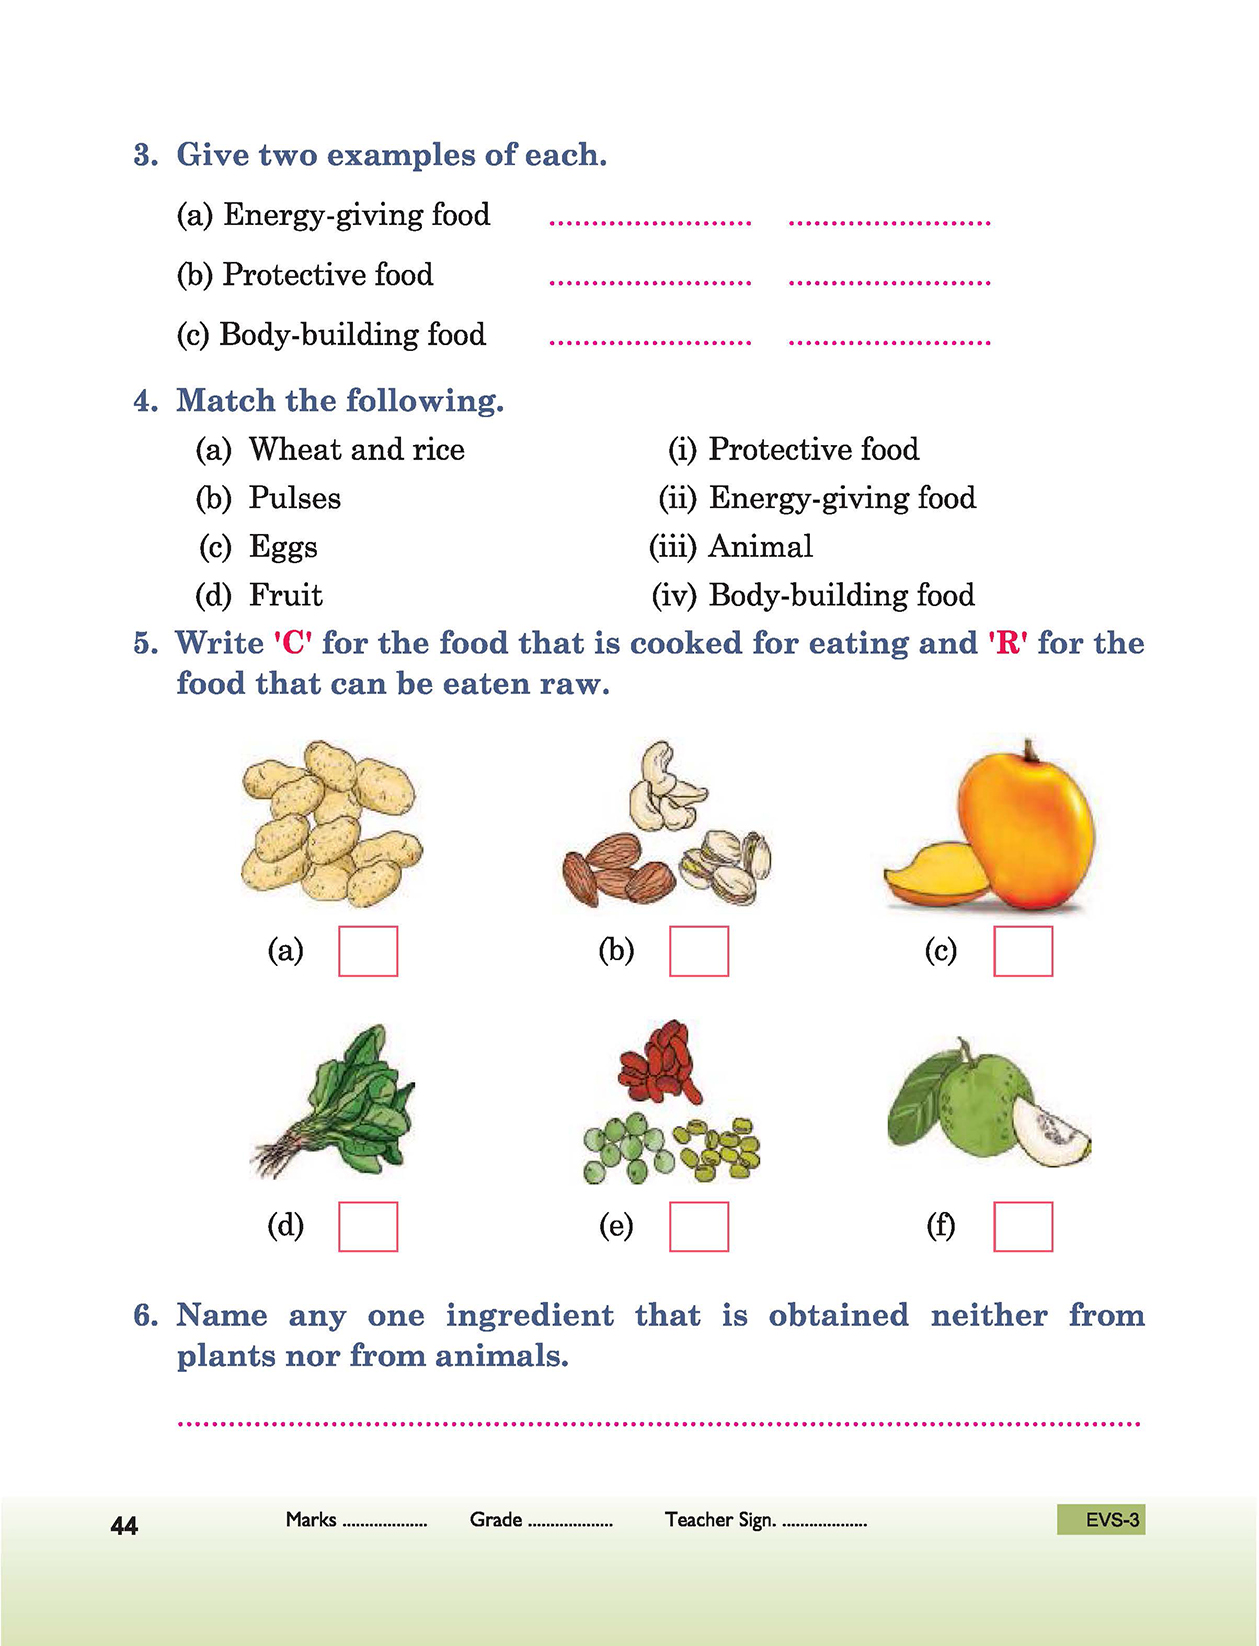 3. Give two examples of each.
(a) Energy-giving food ........................ ........................
(b) Protective food ........................ ........................
(c) Body-building food ........................ ........................
4. Match the following.
(a) Wheat and rice (i) Protective food
(b) Pulses (ii) Energy-giving food
(c) Eggs (iii) Animal
(d) Fruit (iv) Body-building food
5. Write 'C' for the food that is cooked for eating and 'R' for the
food that can be eaten raw.
(a) (b) (c)
(d) (e) (f)
6. Name any one ingredient that is obtained neither from
plants nor from animals.
................................................................................
44 Marks ................... Grade ................... Teacher Sign. ................... EVS-3